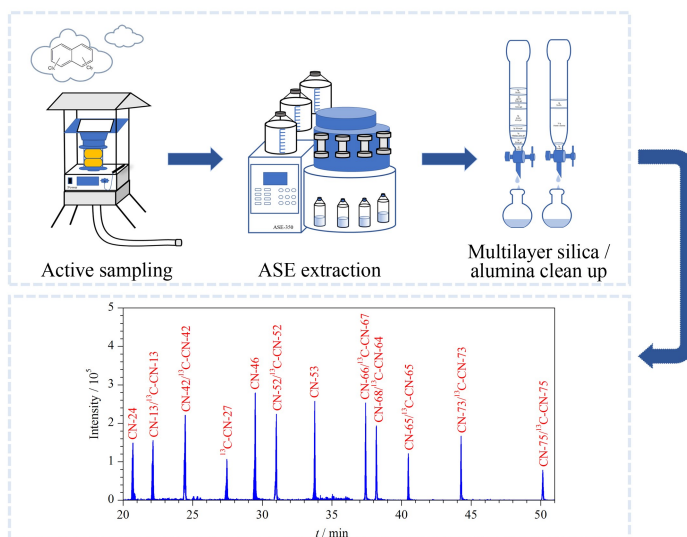 Active sampling
ASE-350
ASE extraction
Multilayer silica /
alumina clean up
Intensity / 10⁵
5
4
3
2
1
0
CN-24
CN-13/¹³C-CN-13
CN-42/¹³C-CN-42
¹³C-CN-27
CN-46
CN-52/¹³C-CN-52
CN-53
CN-66/¹³C-CN-67
CN-68/¹³C-CN-64
CN-65/¹³C-CN-65
CN-73/¹³C-CN-73
CN-75/¹³C-CN-75
20 25 30 35 40 45 50
t / min